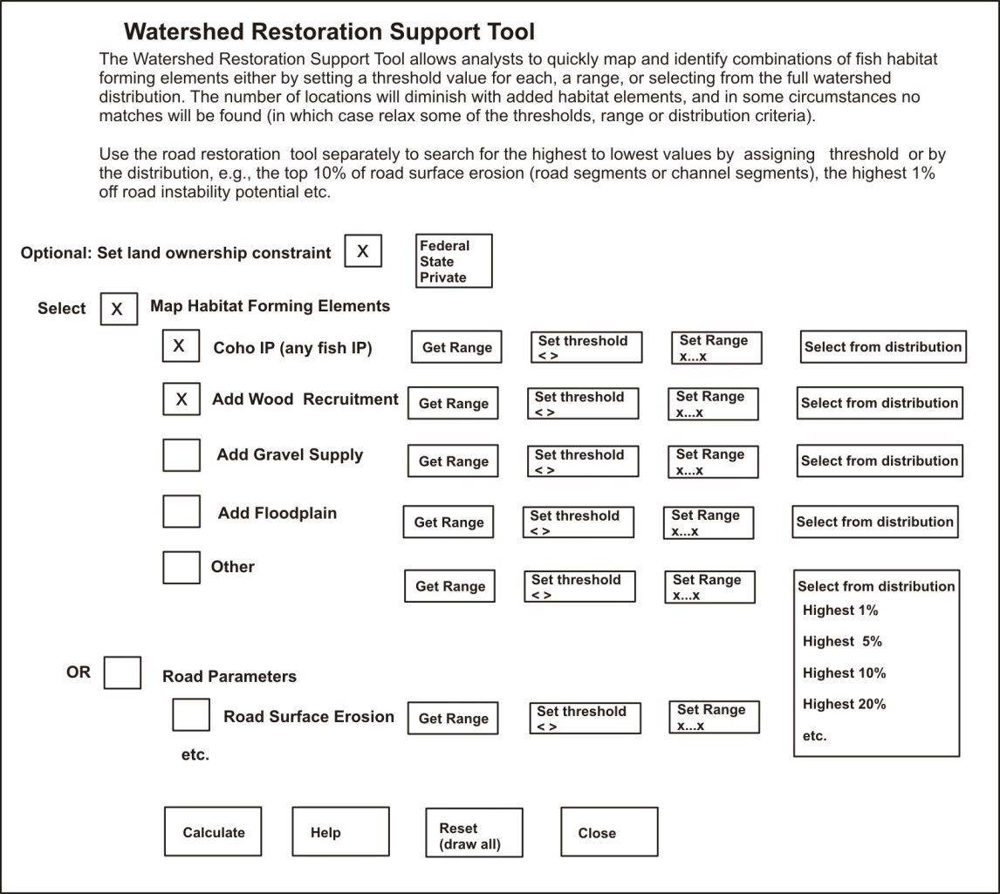 Watershed Restoration Support Tool
The Watershed Restoration Support Tool allows analysts to quickly map and identify combinations of fish habitat
forming elements either by setting a threshold value for each, a range, or selecting from the full watershed
distribution. The number of locations will diminish with added habitat elements, and in some circumstances no
matches will be found (in which case relax some of the thresholds, range or distribution criteria).
Use the road restoration tool separately to search for the highest to lowest values by assigning threshold or by
the distribution, e.g., the top 10% of road surface erosion (road segments or channel segments), the highest 1%
off road instability potential etc.
Optional: Set land ownership constraint X
Federal
State
Private
Select X Map Habitat Forming Elements
X Coho IP (any fish IP) Get Range Set threshold < > Set Range x...x Select from distribution
X Add Wood Recruitment Get Range Set threshold < > Set Range x...x Select from distribution
Add Gravel Supply Get Range Set threshold < > Set Range x...x Select from distribution
Add Floodplain Get Range Set threshold < > Set Range x...x Select from distribution
Other Get Range Set threshold < > Set Range x...x Select from distribution
Highest 1%
Highest 5%
Highest 10%
Highest 20%
etc.
OR Road Parameters
Road Surface Erosion Get Range Set threshold < > Set Range x...x
etc.
Calculate Help Reset (draw all) Close